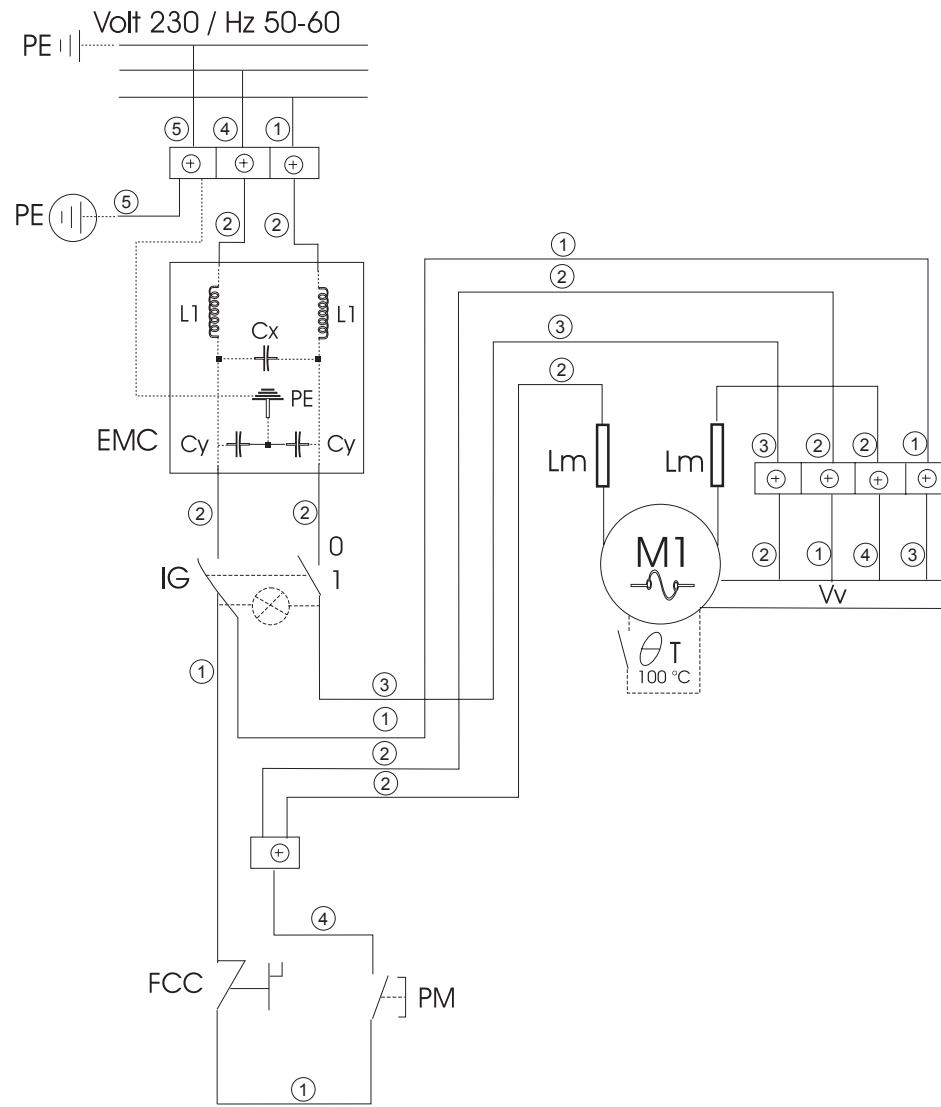 Volt 230 / Hz 50-60
PE
5 4 1
PE 5
2 2
1
2
L1 L1
3
Cx
2
PE
EMC Cy Cy
Lm Lm
3 2 2 1
2 2
0
M1
2 1 4 3
IG 1
Vv
θ T
100 °C
1
3
1
2
2
4
FCC PM
1